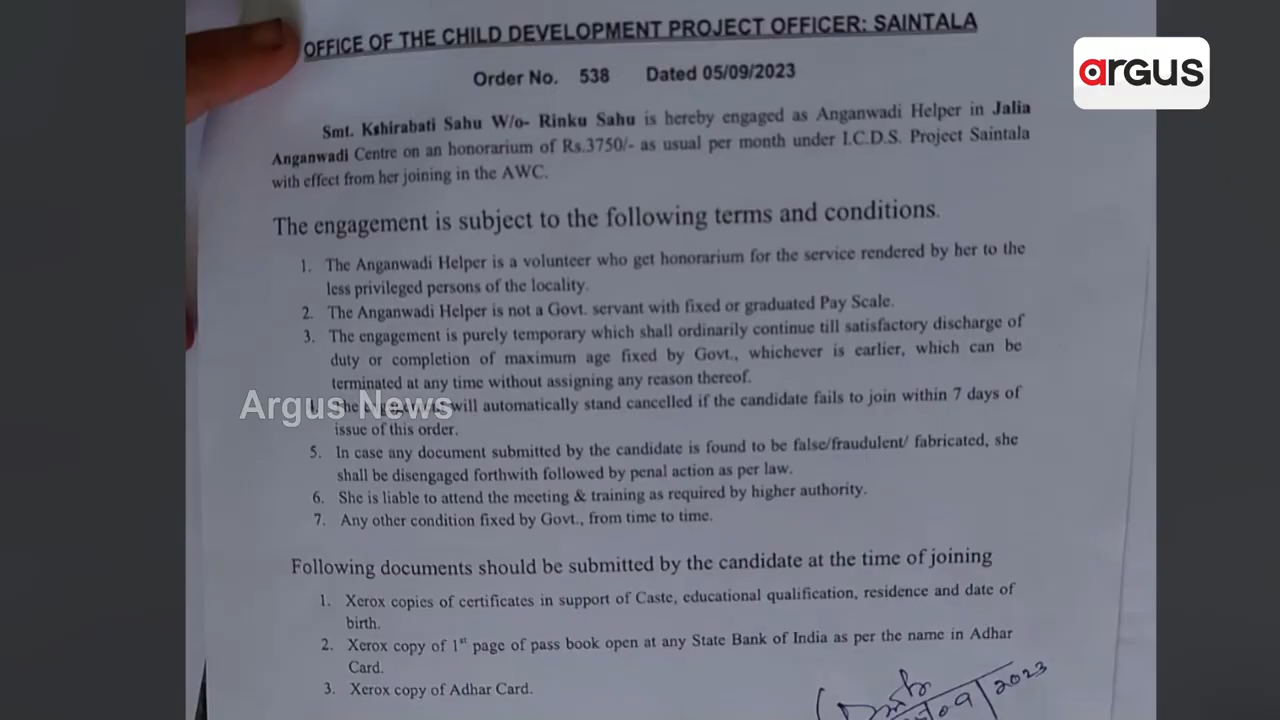 OFFICE OF THE CHILD DEVELOPMENT PROJECT OFFICER: SAINTALA
argus
Order No. 538 Dated 05/09/2023
Smt. Kshirabati Sahu W/o- Rinku Sahu is hereby engaged as Anganwadi Helper in Jalia
Anganwadi Centre on an honorarium of Rs.3750/- as usual per month under I.C.D.S. Project Saintala
with effect from her joining in the AWC.
The engagement is subject to the following terms and conditions.
1. The Anganwadi Helper is a volunteer who get honorarium for the service rendered by her to the
less privileged persons of the locality.
2. The Anganwadi Helper is not a Govt. servant with fixed or graduated Pay Scale.
3. The engagement is purely temporary which shall ordinarily continue till satisfactory discharge of
duty or completion of maximum age fixed by Govt., whichever is earlier, which can be
terminated at any time without assigning any reason thereof.
Argus News
The will automatically stand cancelled if the candidate fails to join within 7 days of
issue of this order.
5. In case any document submitted by the candidate is found to be false/fraudulent/ fabricated, she
shall be disengaged forthwith followed by penal action as per law.
6. She is liable to attend the meeting & training as required by higher authority.
7. Any other condition fixed by Govt., from time to time.
Following documents should be submitted by the candidate at the time of joining
1. Xerox copies of certificates in support of Caste, educational qualification, residence and date of
birth.
2. Xerox copy of 1st page of pass book open at any State Bank of India as per the name in Adhar
Card.
3. Xerox copy of Adhar Card.
09/2023